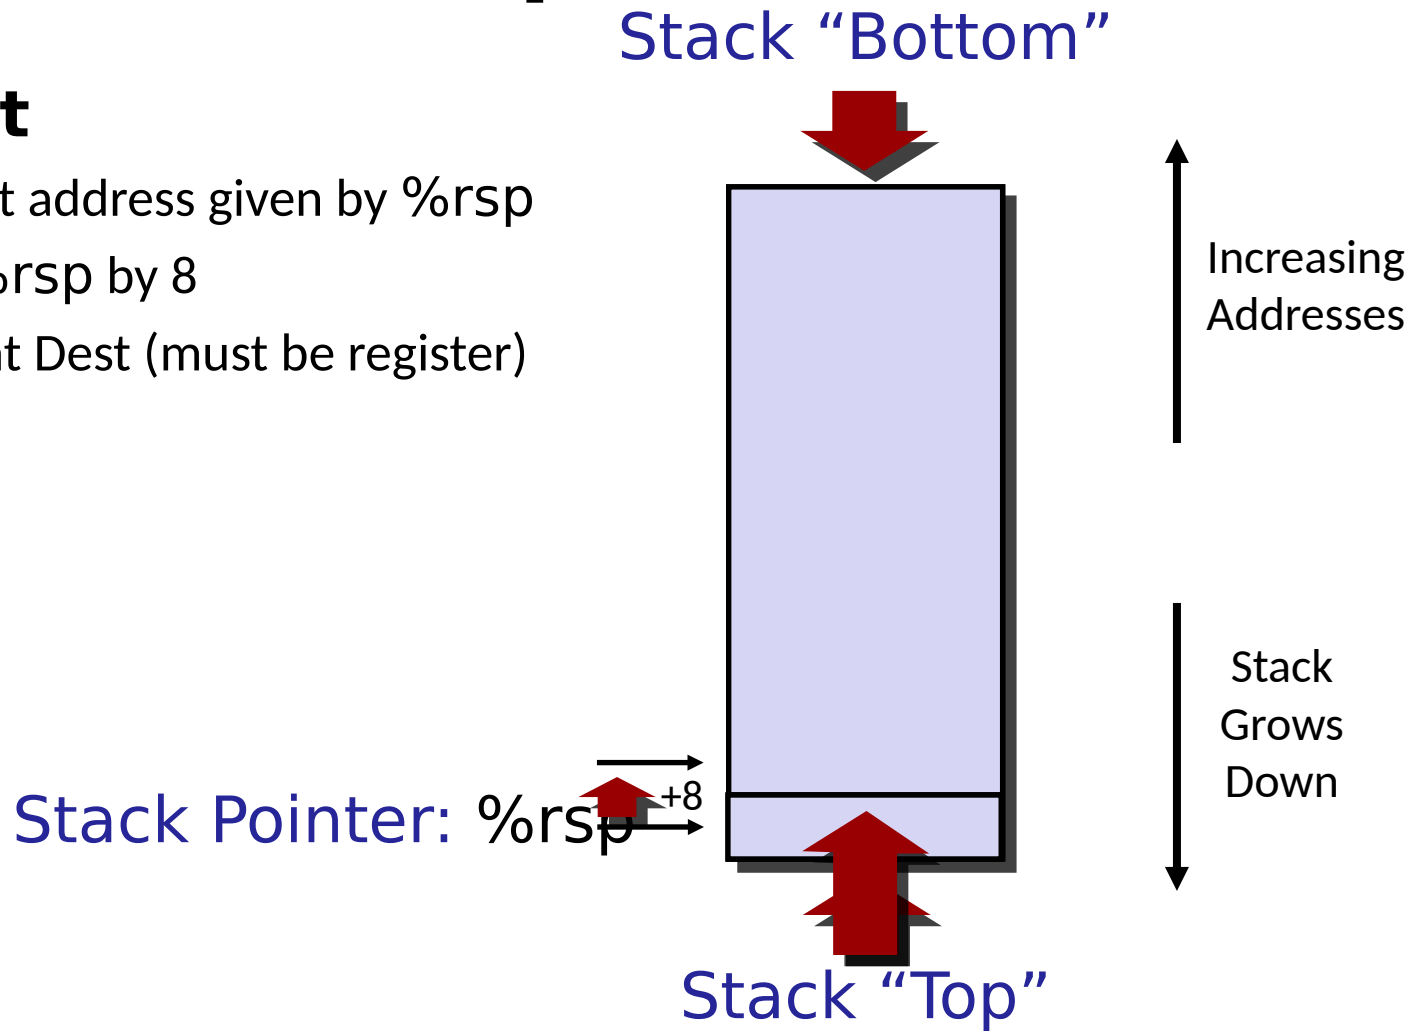 Stack “Bottom”
t
t address given by %rsp
%rsp by 8
t Dest (must be register)
Increasing
Addresses
Stack
Grows
Down
+8
Stack Pointer: %rsp
Stack “Top”